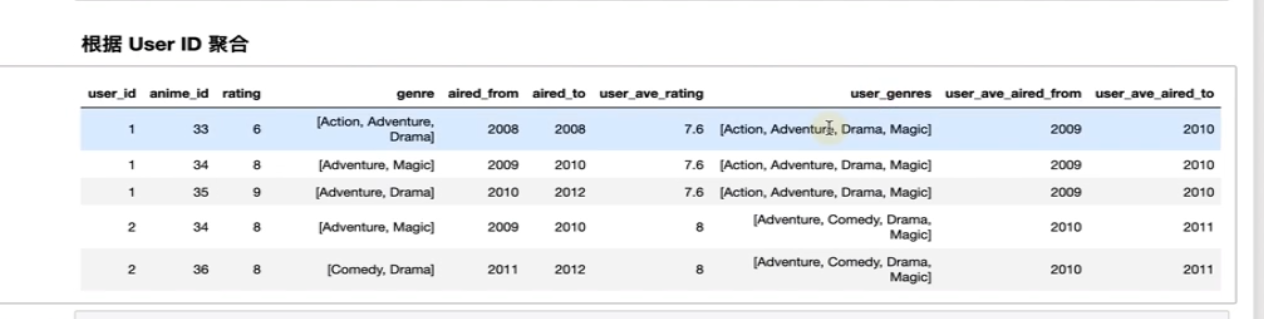 根据 User ID 聚合
user_id anime_id rating genre aired_from aired_to user_ave_rating user_genres user_ave_aired_from user_ave_aired_to
1 33 6 [Action, Adventure, Drama] 2008 2008 7.6 [Action, Adventure, Drama, Magic] 2009 2010
1 34 8 [Adventure, Magic] 2009 2010 7.6 [Action, Adventure, Drama, Magic] 2009 2010
1 35 9 [Adventure, Drama] 2010 2012 7.6 [Action, Adventure, Drama, Magic] 2009 2010
2 34 8 [Adventure, Magic] 2009 2010 8 [Adventure, Comedy, Drama, Magic] 2010 2011
2 36 8 [Comedy, Drama] 2011 2012 8 [Adventure, Comedy, Drama, Magic] 2010 2011